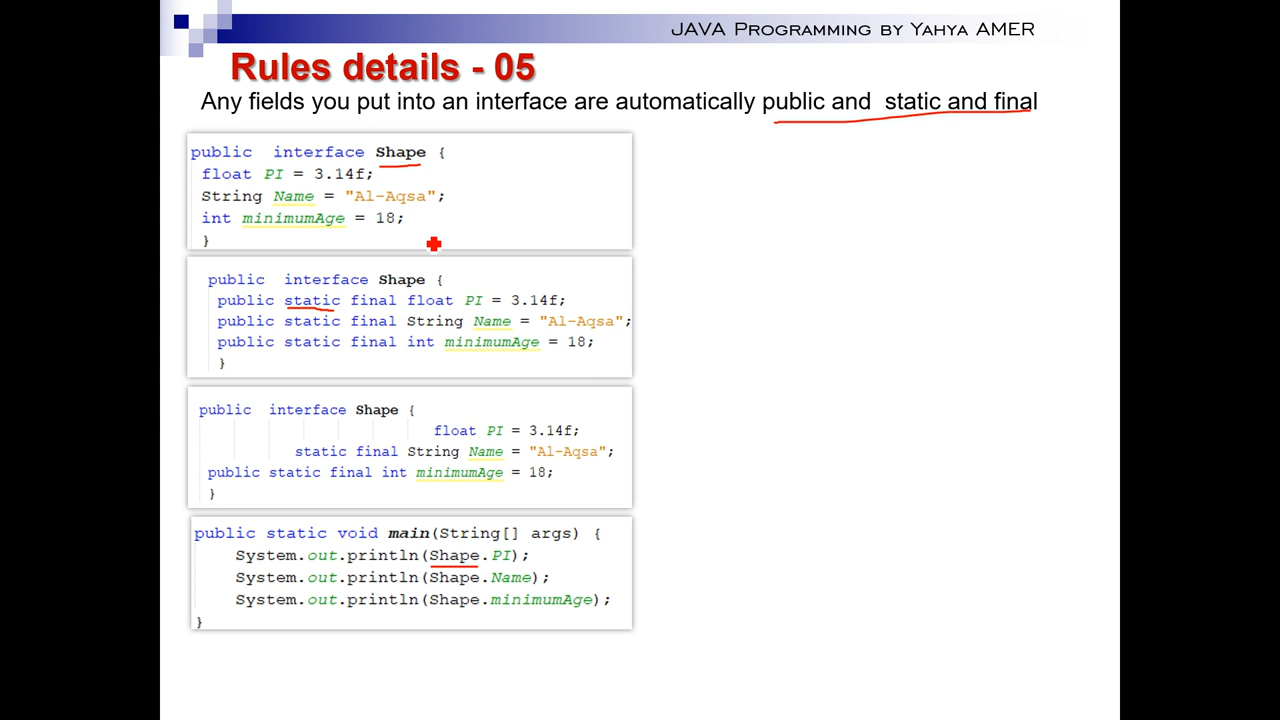 JAVA Programming by Yahya AMER
Rules details - 05
Any fields you put into an interface are automatically public and static and final
public interface Shape {
float PI = 3.14f;
String Name = "Al-Aqsa";
int minimumAge = 18;
}
public interface Shape {
public static final float PI = 3.14f;
public static final String Name = "Al-Aqsa";
public static final int minimumAge = 18;
}
public interface Shape {
float PI = 3.14f;
static final String Name = "Al-Aqsa";
public static final int minimumAge = 18;
}
public static void main(String[] args) {
System.out.println(Shape.PI);
System.out.println(Shape.Name);
System.out.println(Shape.minimumAge);
}